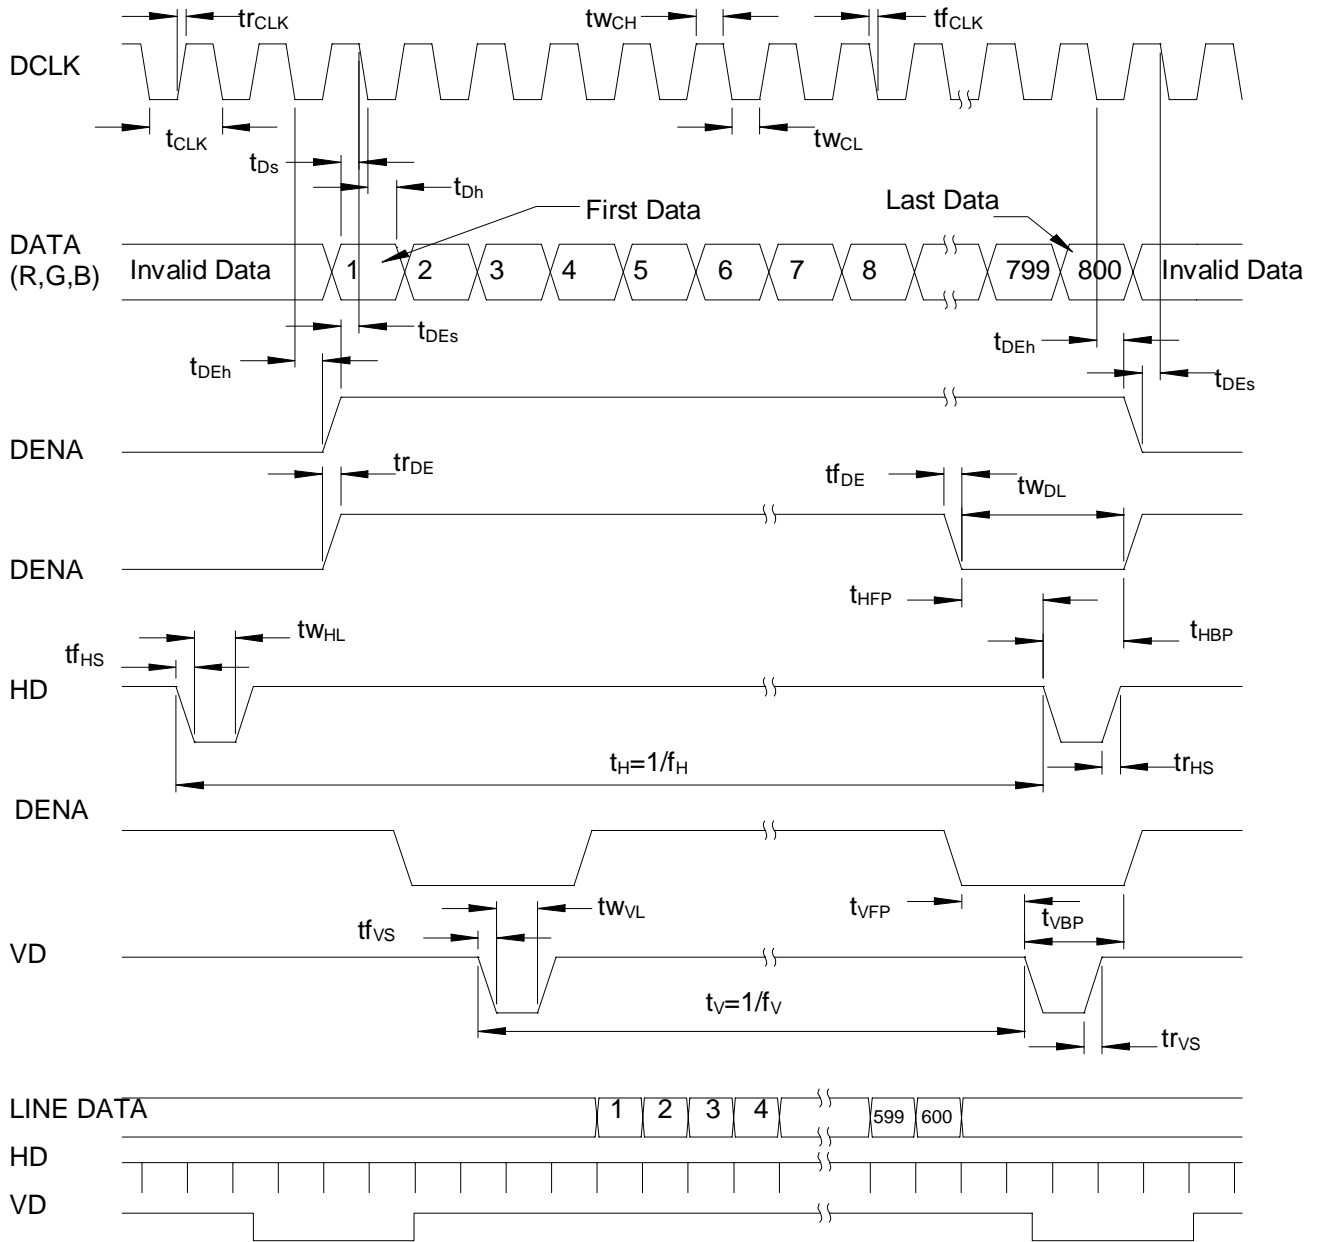 trCLK
twCH
tfCLK
DCLK
tCLK
twCL
tDs
tDh
First Data
Last Data
DATA
(R,G,B)
Invalid Data 1 2 3 4 5 6 7 8 799 800 Invalid Data
tDEs
tDEh
tDEh
tDEs
DENA
trDE
tfDE
twDL
DENA
tHFP
tHBP
twHL
tfHS
HD
tH=1/fH
trHS
DENA
twVL
tfVS
tVFP
tVBP
VD
tV=1/fV
trVS
LINE DATA 1 2 3 4 599 600
HD
VD